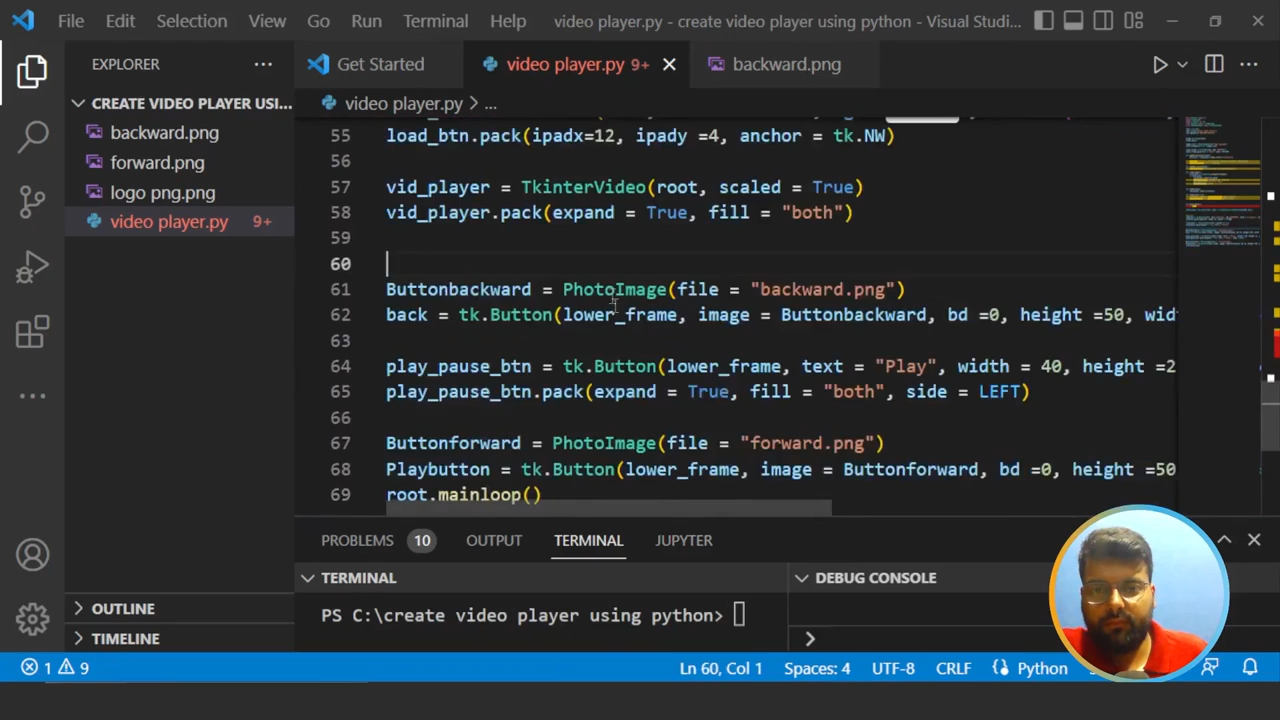 File Edit Selection View Go Run Terminal Help video player.py - create video player using python - Visual Studi...
EXPLORER
Get Started
video player.py 9+
backward.png
CREATE VIDEO PLAYER USI...
video player.py > ...
backward.png
forward.png
logo png.png
video player.py 9+
55 load_btn.pack(ipadx=12, ipady =4, anchor = tk.NW)
56
57 vid_player = TkinterVideo(root, scaled = True)
58 vid_player.pack(expand = True, fill = "both")
59
60
61 Buttonbackward = PhotoImage(file = "backward.png")
62 back = tk.Button(lower_frame, image = Buttonbackward, bd =0, height =50,
63
64 play_pause_btn = tk.Button(lower_frame, text = "Play", width = 40, height =2
65 play_pause_btn.pack(expand = True, fill = "both", side = LEFT)
66
67 Buttonforward = PhotoImage(file = "forward.png")
68 Playbutton = tk.Button(lower_frame, image = Buttonforward, bd =0, height =50
69 root.mainloop()
PROBLEMS 10 OUTPUT TERMINAL JUPYTER
TERMINAL
DEBUG CONSOLE
PS C:\create video player using python>
>
OUTLINE
TIMELINE
1 9
Ln 60, Col 1 Spaces: 4 UTF-8 CRLF Python